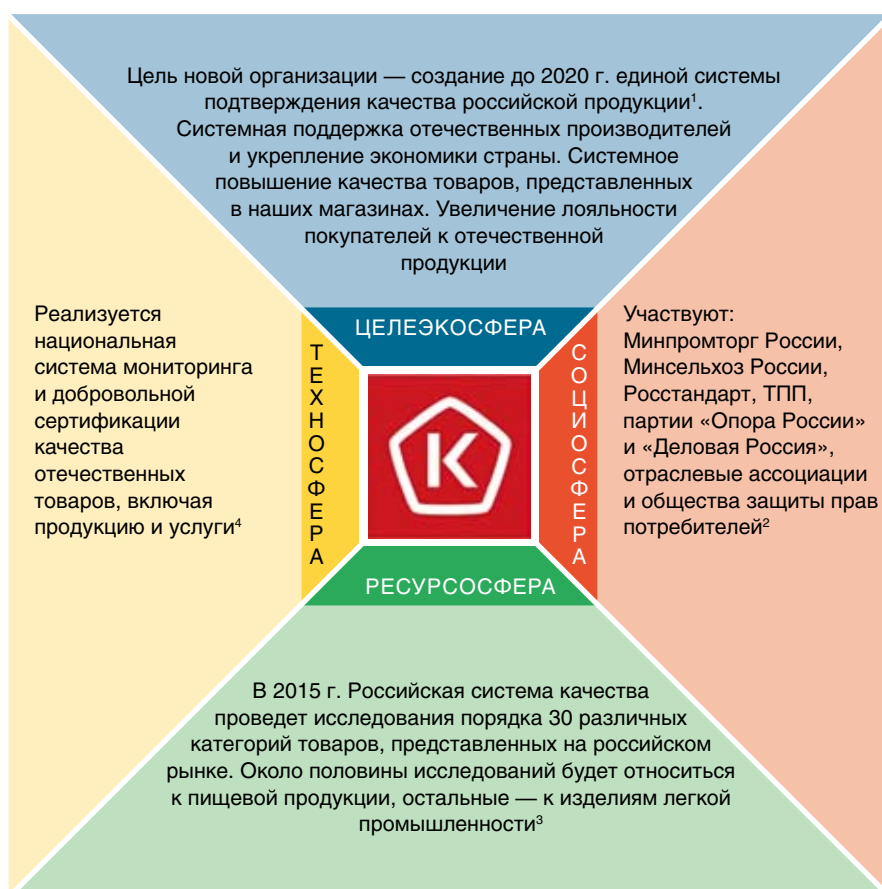 Цель новой организации — создание до 2020 г. единой системы
подтверждения качества российской продукции¹.
Системная поддержка отечественных производителей
и укрепление экономики страны. Системное
повышение качества товаров, представленных
в наших магазинах. Увеличение лояльности
покупателей к отечественной
продукции
ЦЕЛЕЭКОСФЕРА
Реализуется
национальная
система мониторинга
и добровольной
сертификации
качества
отечественных
товаров, включая
продукцию и услуги⁴
ТЕХНОСФЕРА
К
СОЦИОСФЕРА
Участвуют:
Минпромторг России,
Минсельхоз России,
Росстандарт, ТПП,
партии «Опора России»
и «Деловая Россия»,
отраслевые ассоциации
и общества защиты прав
потребителей²
РЕСУРСОСФЕРА
В 2015 г. Российская система качества
проведет исследования порядка 30 различных
категорий товаров, представленных на российском
рынке. Около половины исследований будет относиться
к пищевой продукции, остальные — к изделиям легкой
промышленности³